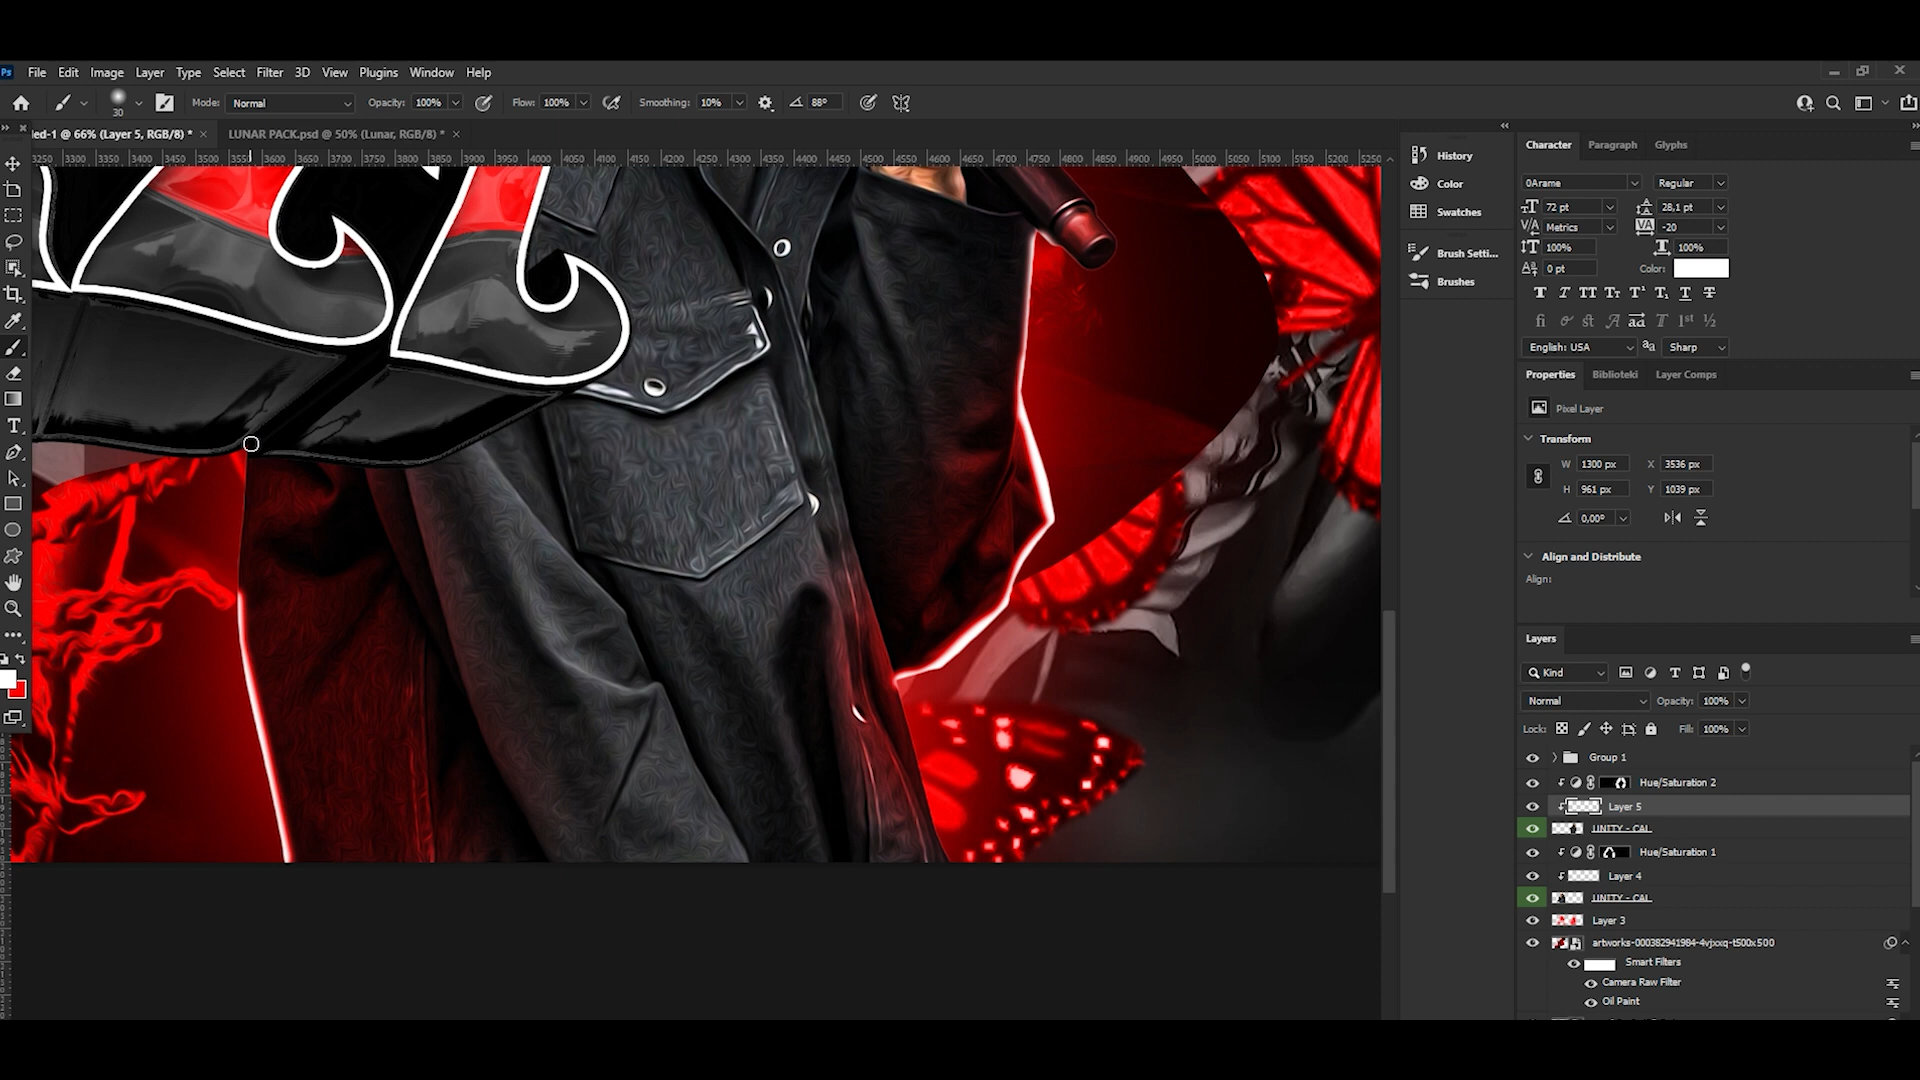 Ps File Edit Image Layer Type Select Filter 3D View Plugins Window Help
30 Mode: Normal Opacity: 100% Flow: 100% Smoothing: 10% 88°
led-1 @ 66% (Layer 5, RGB/8) * LUNAR PACK.psd @ 50% (Lunar, RGB/8) *
3250 3300 3350 3400 3450 3500 3550 3600 3650 3700 3750 3800 3850 3900 3950 4000 4050 4100 4150 4200 4250 4300 4350 4400 4450 4500 4550 4600 4650 4700 4750 4800 4850 4900 4950 5000 5050 5100 5150 5200 5250
History
Color
Swatches
Brush Setti...
Brushes
Character Paragraph Glyphs
0Arame Regular
72 pt 28,1 pt
Metrics -20
100% 100%
0 pt Color:
English: USA Sharp
Properties Biblioteki Layer Comps
Pixel Layer
Transform
W 1300 px X 3536 px
H 961 px Y 1039 px
0,00°
Align and Distribute
Align:
Layers
Kind
Normal Opacity: 100%
Lock: Fill: 100%
Group 1
Hue/Saturation 2
Layer 5
UNITY - CAL
Hue/Saturation 1
Layer 4
UNITY - CAL
Layer 3
artworks-000382941984-4vjxxq-t500x500
Smart Filters
Camera Raw Filter
Oil Paint